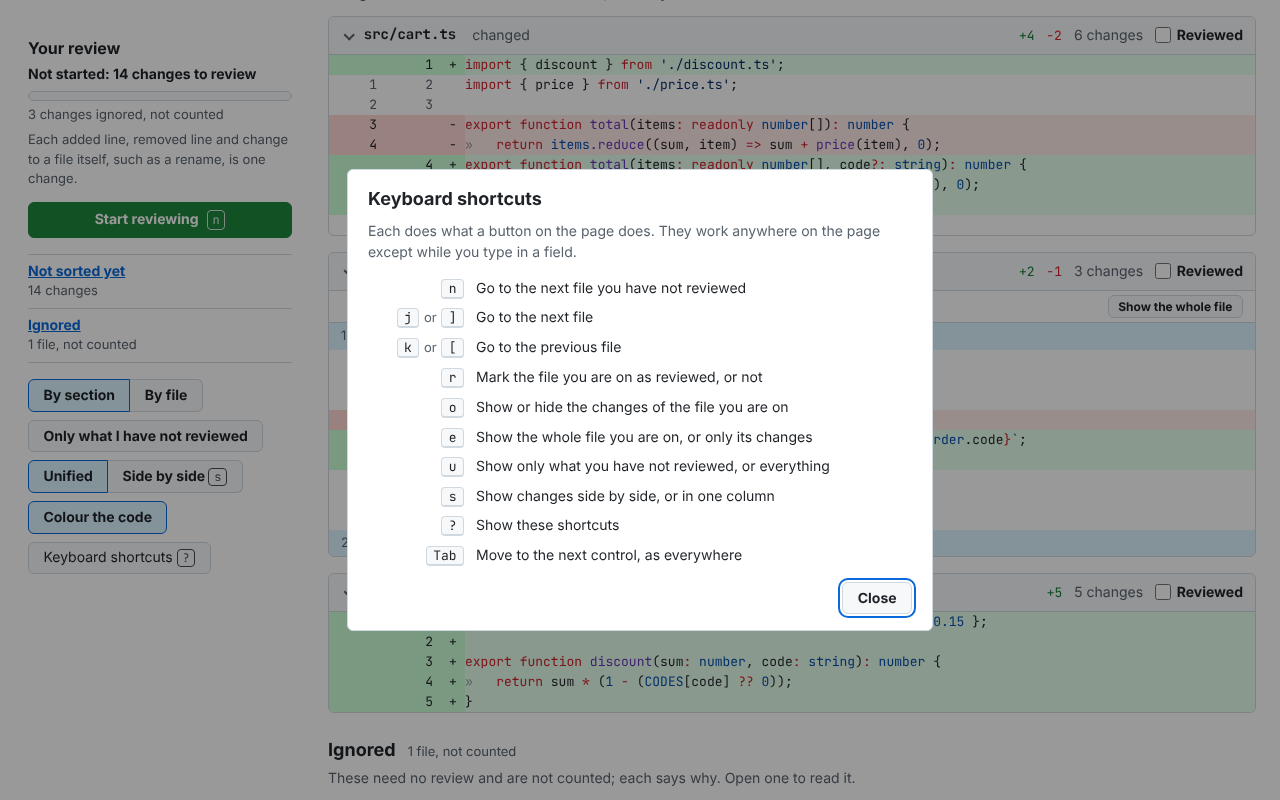 Your review
Not started: 14 changes to review
3 changes ignored, not counted
Each added line, removed line and change
to a file itself, such as a rename, is one
change.
Start reviewing n
Not sorted yet
14 changes
Ignored
1 file, not counted
By section By file
Only what I have not reviewed
Unified Side by side s
Colour the code
Keyboard shortcuts ?
src/cart.ts changed +4 -2 6 changes Reviewed
1 + import { discount } from './discount.ts';
1 2 import { price } from './price.ts';
2 3
3 - export function total(items: readonly number[]): number {
4 - » return items.reduce((sum, item) => sum + price(item), 0);
4 + export function total(items: readonly number[], code?: string): number {
), 0);
+2 -1 3 changes Reviewed
Show the whole file
1
rder.code}`;
2
+5 5 changes Reviewed
0.15 };
2 +
3 + export function discount(sum: number, code: string): number {
4 + » return sum * (1 - (CODES[code] ?? 0));
5 + }
Ignored 1 file, not counted
These need no review and are not counted; each says why. Open one to read it.
Keyboard shortcuts
Each does what a button on the page does. They work anywhere on the page
except while you type in a field.
n Go to the next file you have not reviewed
j or ] Go to the next file
k or [ Go to the previous file
r Mark the file you are on as reviewed, or not
o Show or hide the changes of the file you are on
e Show the whole file you are on, or only its changes
u Show only what you have not reviewed, or everything
s Show changes side by side, or in one column
? Show these shortcuts
Tab Move to the next control, as everywhere
Close